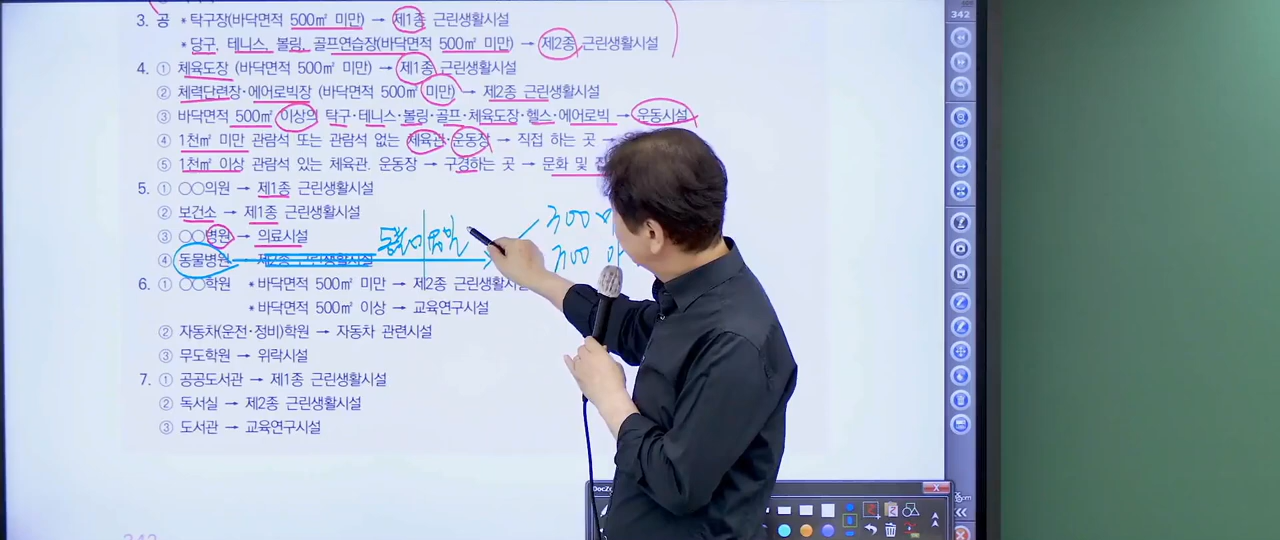 342
3. 공 * 탁구장(바닥면적 500㎡ 미만) → 제1종 근린생활시설
* 당구, 테니스, 볼링, 골프연습장(바닥면적 500㎡ 미만) → 제2종 근린생활시설
4. ① 체육도장 (바닥면적 500㎡ 미만) → 제1종 근린생활시설
② 체력단련장·에어로빅장 (바닥면적 500㎡ 미만) → 제2종 근린생활시설
③ 바닥면적 500㎡ 이상의 탁구·테니스·볼링·골프·체육도장·헬스·에어로빅 → 운동시설
④ 1천㎡ 미만 관람석 또는 관람석 없는 체육관·운동장 → 직접 하는 곳 →
⑤ 1천㎡ 이상 관람석 있는 체육관. 운동장 → 구경하는 곳 → 문화 및
5. ① ○○의원 → 제1종 근린생활시설
② 보건소 → 제1종 근린생활시설
③ ○○병원 → 의료시설
300
④ 동물병원 → 제2종 근린생활시설
300
6. ① ○○학원 * 바닥면적 500㎡ 미만 → 제2종 근린생활시설
* 바닥면적 500㎡ 이상 → 교육연구시설
② 자동차(운전·정비)학원 → 자동차 관련시설
③ 무도학원 → 위락시설
7. ① 공공도서관 → 제1종 근린생활시설
② 독서실 → 제2종 근린생활시설
③ 도서관 → 교육연구시설